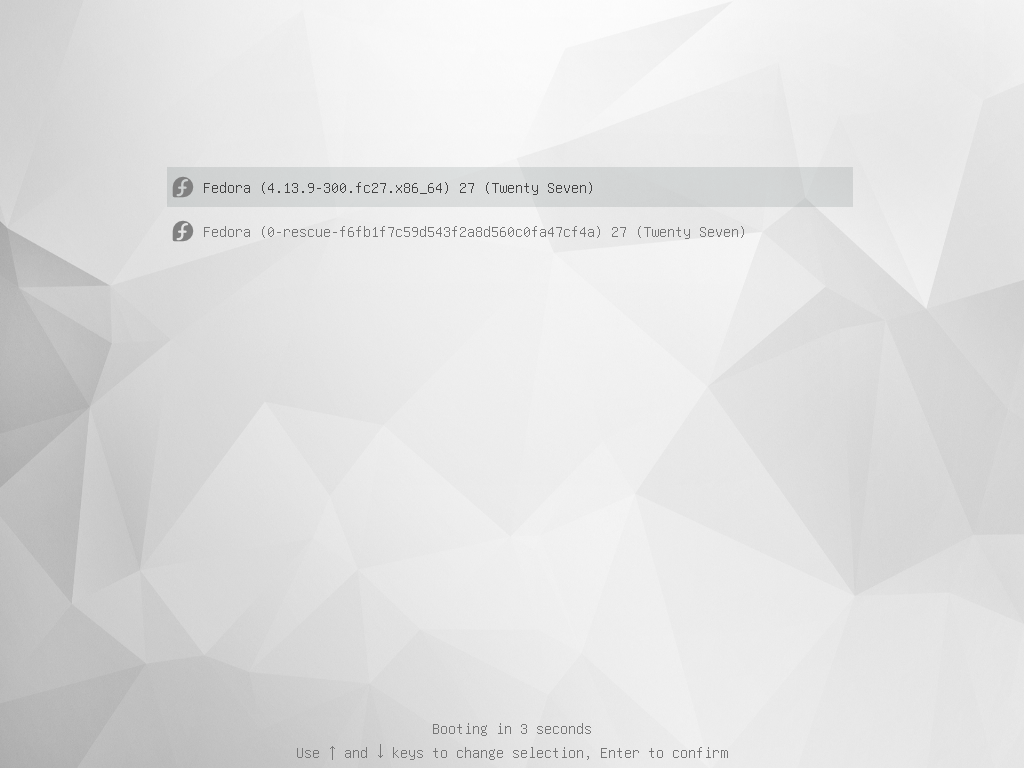 Fedora (4.13.9-300.fc27.x86_64) 27 (Twenty Seven)
Fedora (0-rescue-f6fb1f7c59d543f2a8d560c0fa47cf4a) 27 (Twenty Seven)
Booting in 3 seconds
Use ↑ and ↓ keys to change selection, Enter to confirm